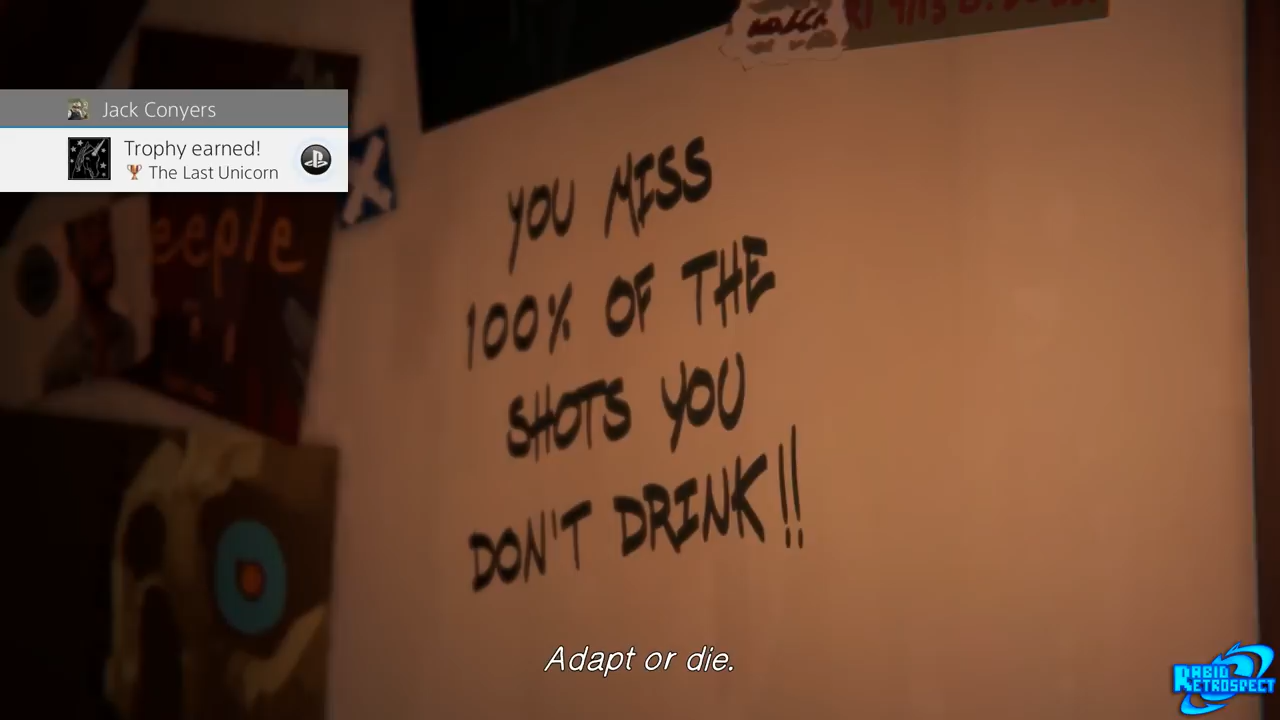 Jack Conyers
Trophy earned!
The Last Unicorn
eeple
YOU MISS
100% OF THE
SHOTS YOU
DON'T DRINK!!
Adapt or die.
RABID
RETROSPECT